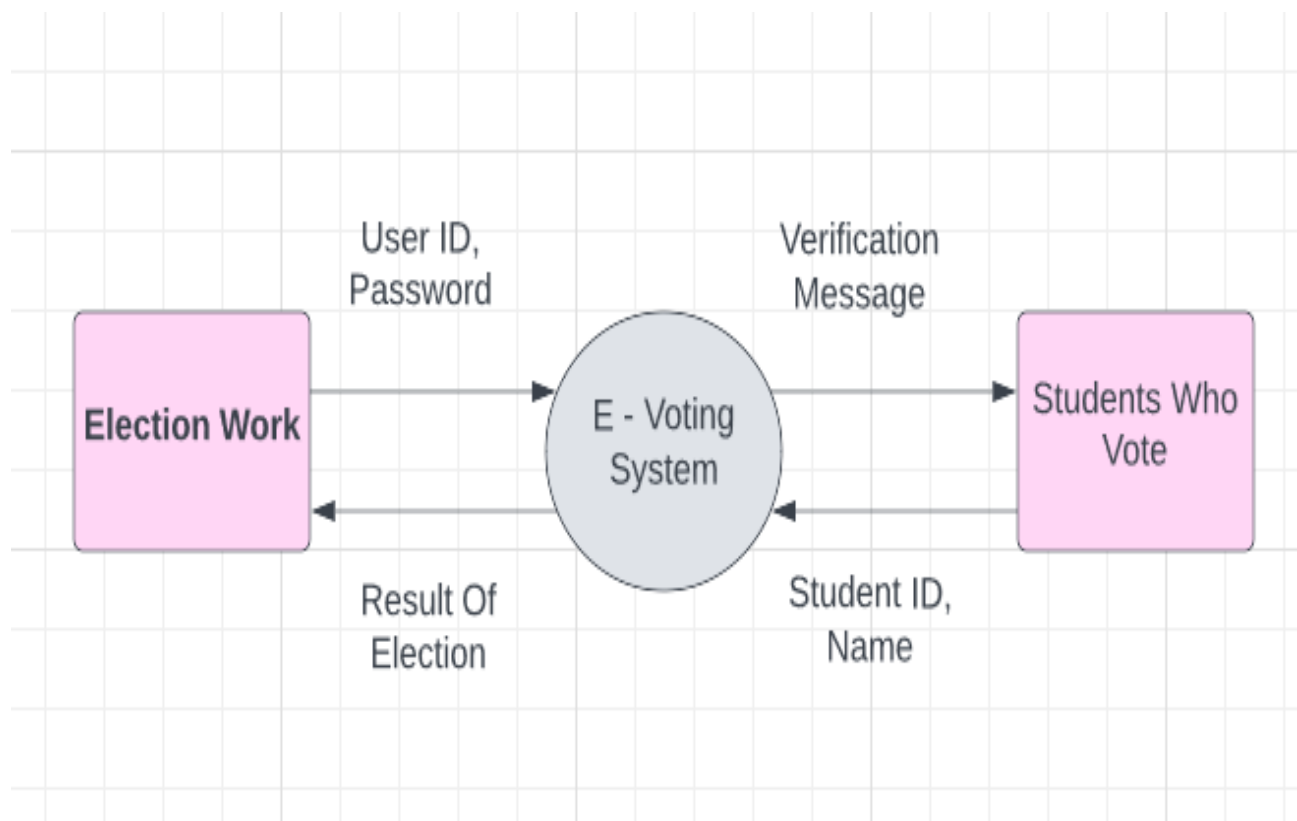 User ID,
Password
Verification
Message
Election Work
E - Voting
System
Students Who
Vote
Result Of
Election
Student ID,
Name